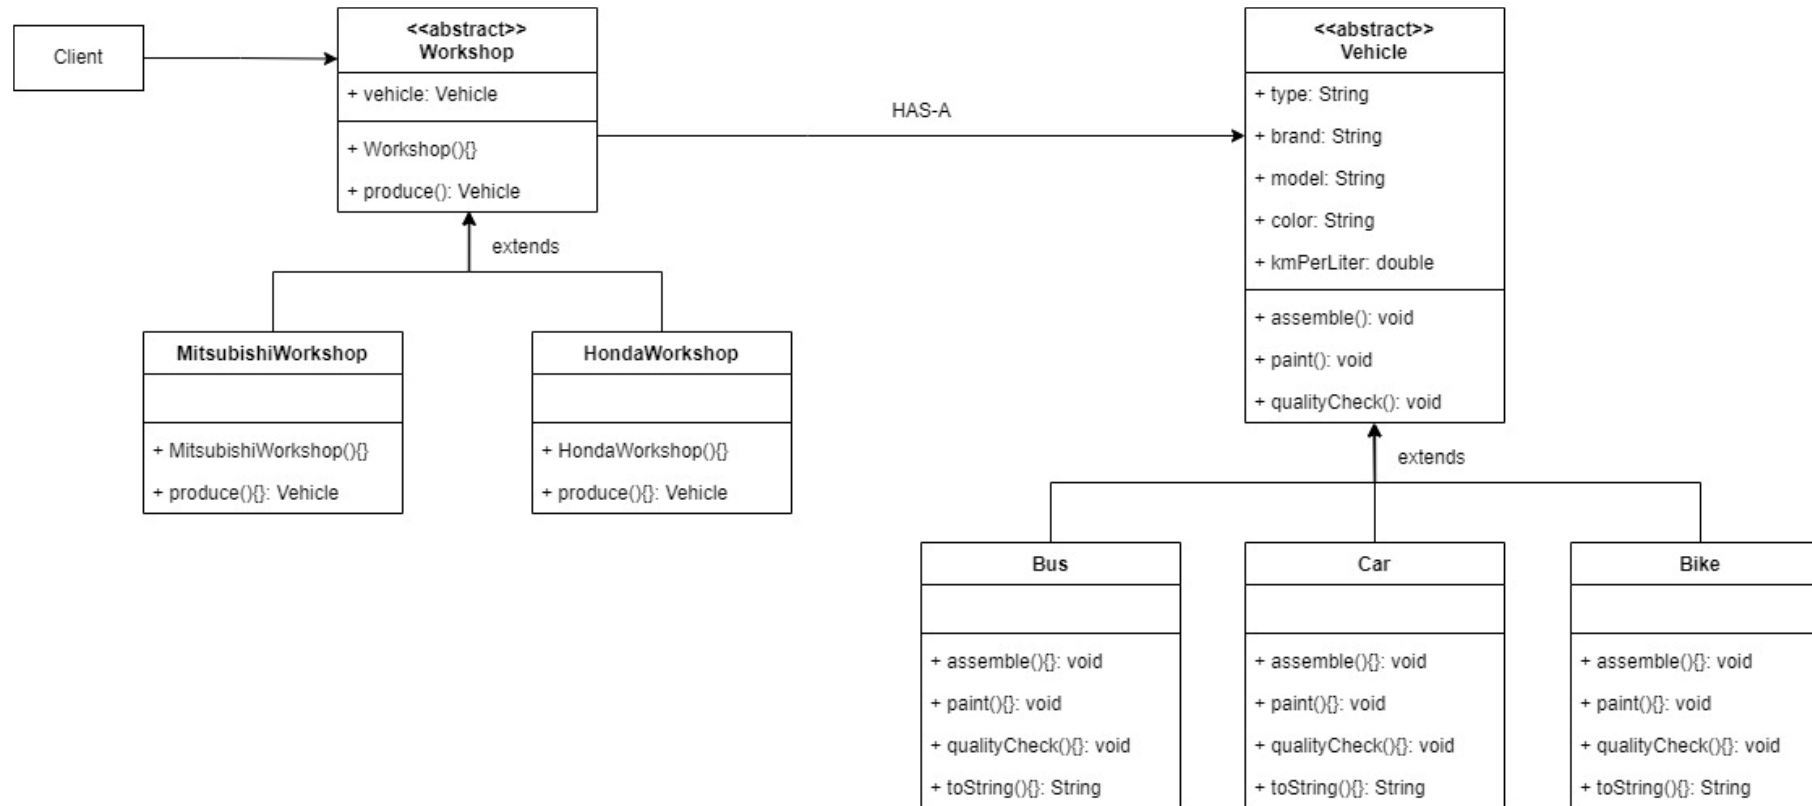 Client
<<abstract>>
Workshop
+ vehicle: Vehicle
+ Workshop(){}
+ produce(): Vehicle
HAS-A
<<abstract>>
Vehicle
+ type: String
+ brand: String
+ model: String
+ color: String
+ kmPerLiter: double
+ assemble(): void
+ paint(): void
+ qualityCheck(): void
extends
MitsubishiWorkshop
+ MitsubishiWorkshop(){}
+ produce(){}: Vehicle
HondaWorkshop
+ HondaWorkshop(){}
+ produce(){}: Vehicle
extends
Bus
+ assemble(){}: void
+ paint(){}: void
+ qualityCheck(){}: void
+ toString(){}: String
Car
+ assemble(){}: void
+ paint(){}: void
+ qualityCheck(){}: void
+ toString(){}: String
Bike
+ assemble(){}: void
+ paint(){}: void
+ qualityCheck(){}: void
+ toString(){}: String